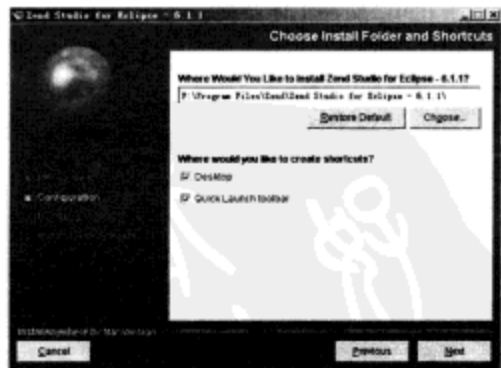 Zend Studio for Eclipse - 6.1.1
Choose Install Folder and Shortcuts
Where Would You Like to Install Zend Studio for Eclipse - 6.1.1?
F:\Program Files\Zend\Zend Studio for Eclipse - 6.1.1\
Restore Default Choose...
Where would you like to create shortcuts?
Desktop
Quick Launch toolbar
Configuration
Cancel Previous Next